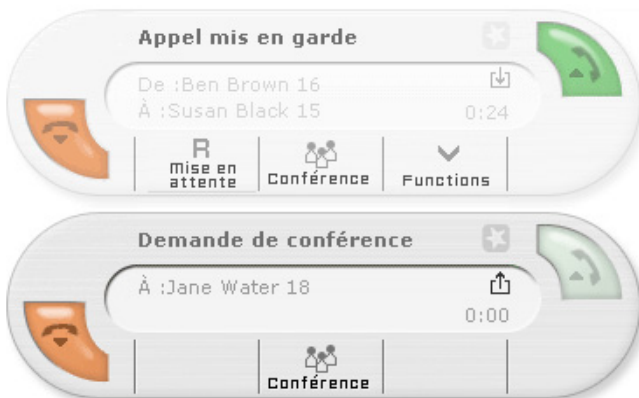 Appel mis en garde
De :Ben Brown 16
À :Susan Black 15
0:24
R
Mise en
attente
Conférence
Functions
Demande de conférence
À :Jane Water 18
0:00
Conférence